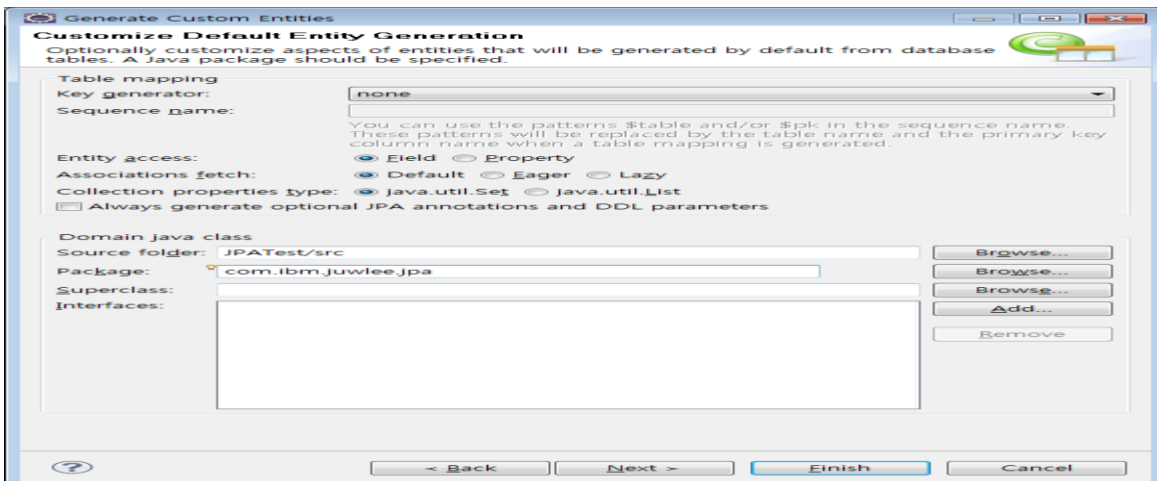 Generate Custom Entities
Customize Default Entity Generation
Optionally customize aspects of entities that will be generated by default from database
tables. A Java package should be specified.
Table mapping
Key generator: none
Sequence name:
You can use the patterns $table and/or $pk in the sequence name.
These patterns will be replaced by the table name and the primary key
column name when a table mapping is generated.
Entity access: Field Property
Associations fetch: Default Eager Lazy
Collection properties type: java.util.Set java.util.List
Always generate optional JPA annotations and DDL parameters
Domain java class
Source folder: JPATest/src Browse...
Package: com.ibm.juwlee.jpa Browse...
Superclass: Browse...
Interfaces: Add...
Remove
? < Back Next > Finish Cancel